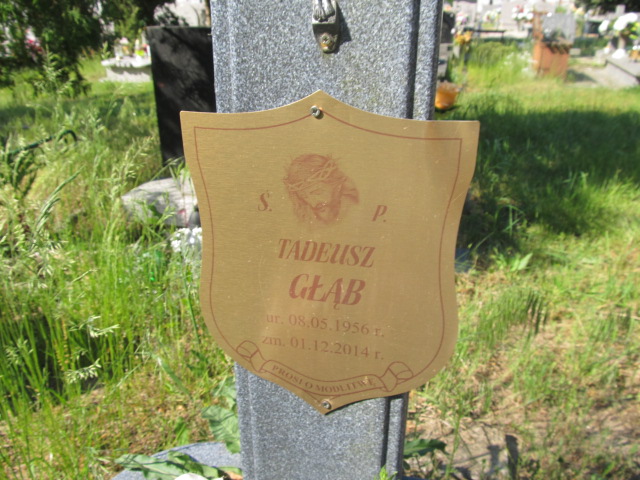 S. P.
TADEUSZ
GŁĄB
ur. 08.05.1956 r.
zm. 01.12.2014 r.
PROSI O MODLITWĘ